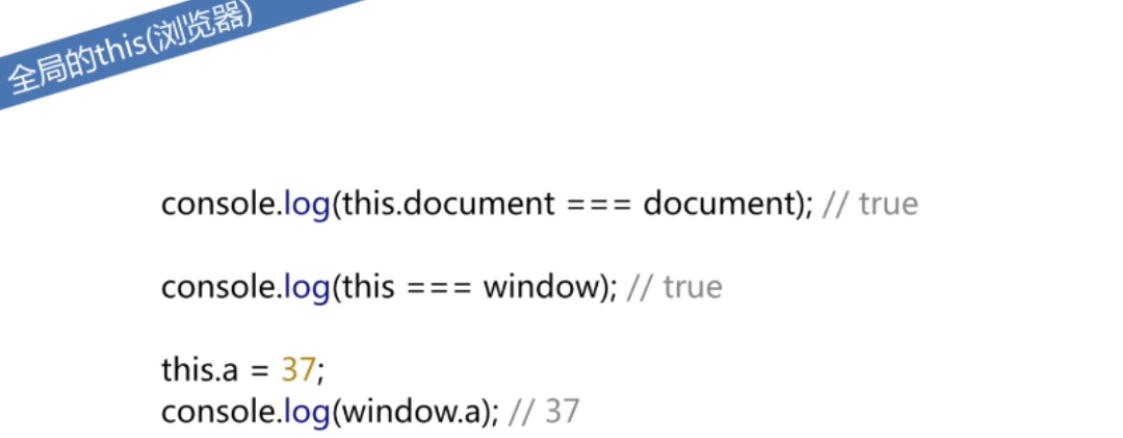 全局的this(浏览器)
console.log(this.document === document); // true
console.log(this === window); // true
this.a = 37;
console.log(window.a); // 37